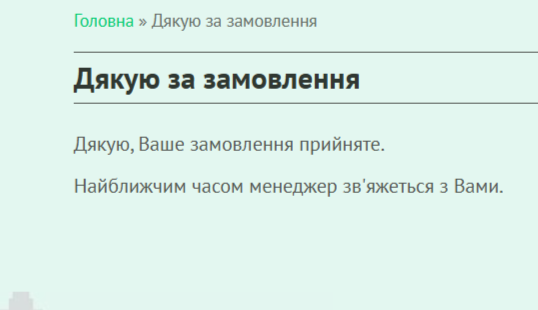 Головна » Дякую за замовлення
Дякую за замовлення
Дякую, Ваше замовлення прийняте.
Найближчим часом менеджер зв'яжеться з Вами.